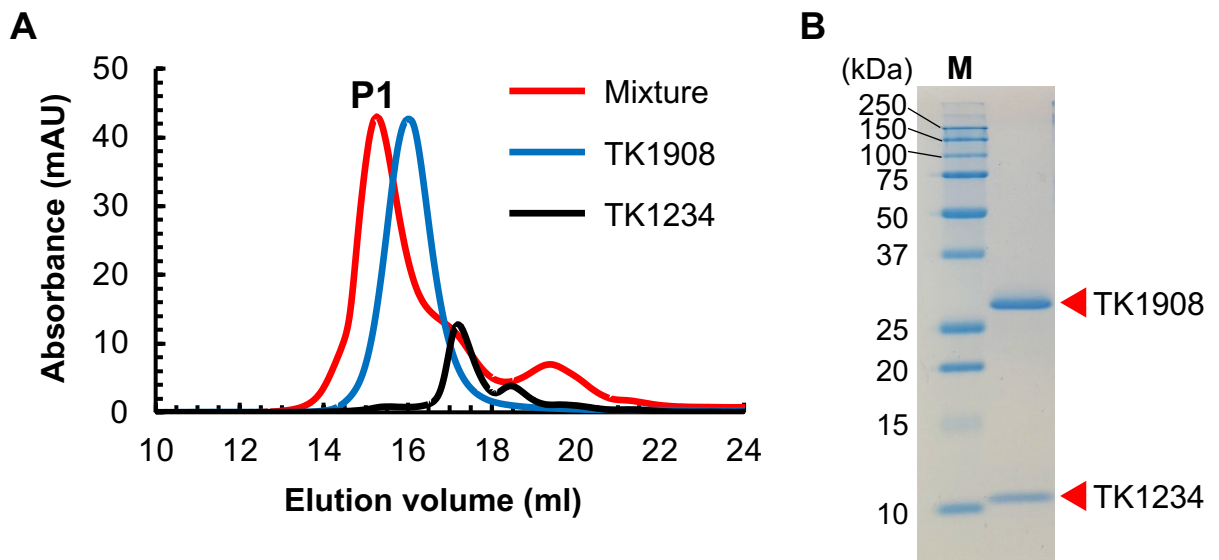 A
Absorbance (mAU)
50
40
30
20
10
0
P1
Mixture
TK1908
TK1234
10 12 14 16 18 20 22 24
Elution volume (ml)
B
(kDa) M
250
150
100
75
50
37
25
20
15
10
TK1908
TK1234